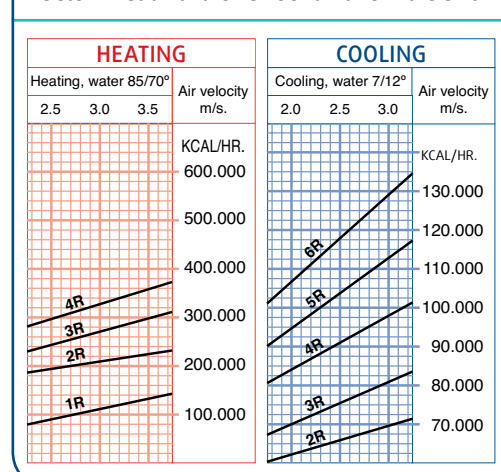 HEATING
Heating, water 85/70º
Air velocity
m/s.
2.5 3.0 3.5
KCAL/HR.
600.000
500.000
400.000
300.000
200.000
100.000
4R
3R
2R
1R
COOLING
Cooling, water 7/12º
Air velocity
m/s.
2.0 2.5 3.0
KCAL/HR.
130.000
120.000
110.000
100.000
90.000
80.000
70.000
6R
5R
4R
3R
2R